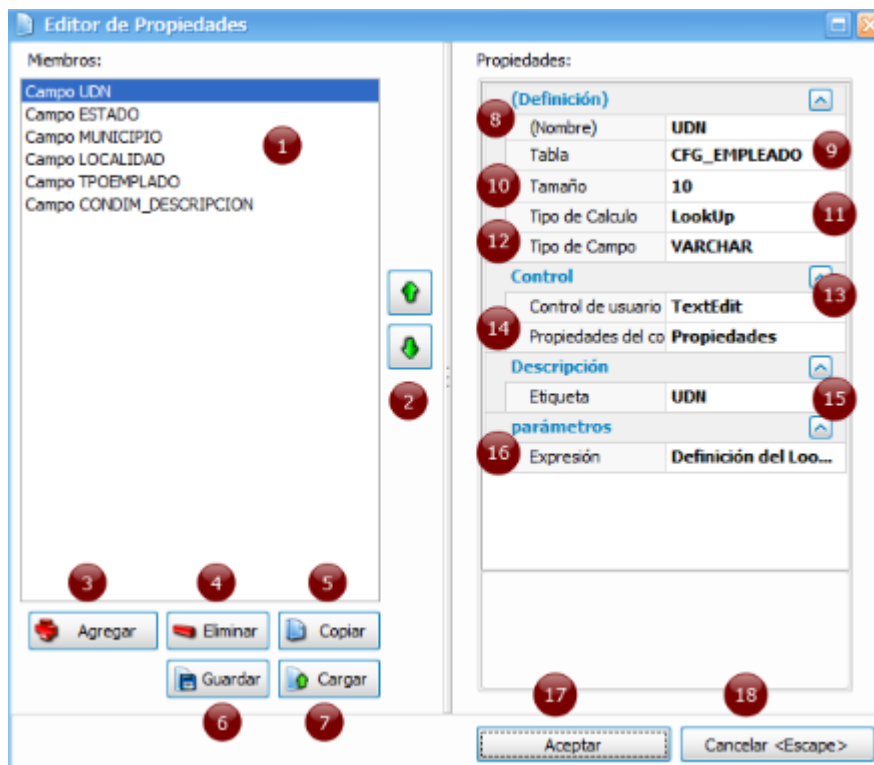 Editor de Propiedades
Miembros:
Campo UDN
Campo ESTADO
Campo MUNICIPIO
Campo LOCALIDAD
Campo TPOEMPLADO
Campo CONDIM_DESCRIPCION
1
2
3
4
5
Agregar
Eliminar
Copiar
Guardar
Cargar
6
7
Propiedades:
(Definición)
8
(Nombre) UDN
Tabla CFG_EMPLEADO 9
10 Tamaño 10
Tipo de Calculo LookUp 11
12 Tipo de Campo VARCHAR
Control
13
Control de usuario TextEdit
14 Propiedades del co Propiedades
Descripción
Etiqueta UDN 15
parámetros
16 Expresión Definición del Loo...
17
18
Aceptar
Cancelar <Escape>